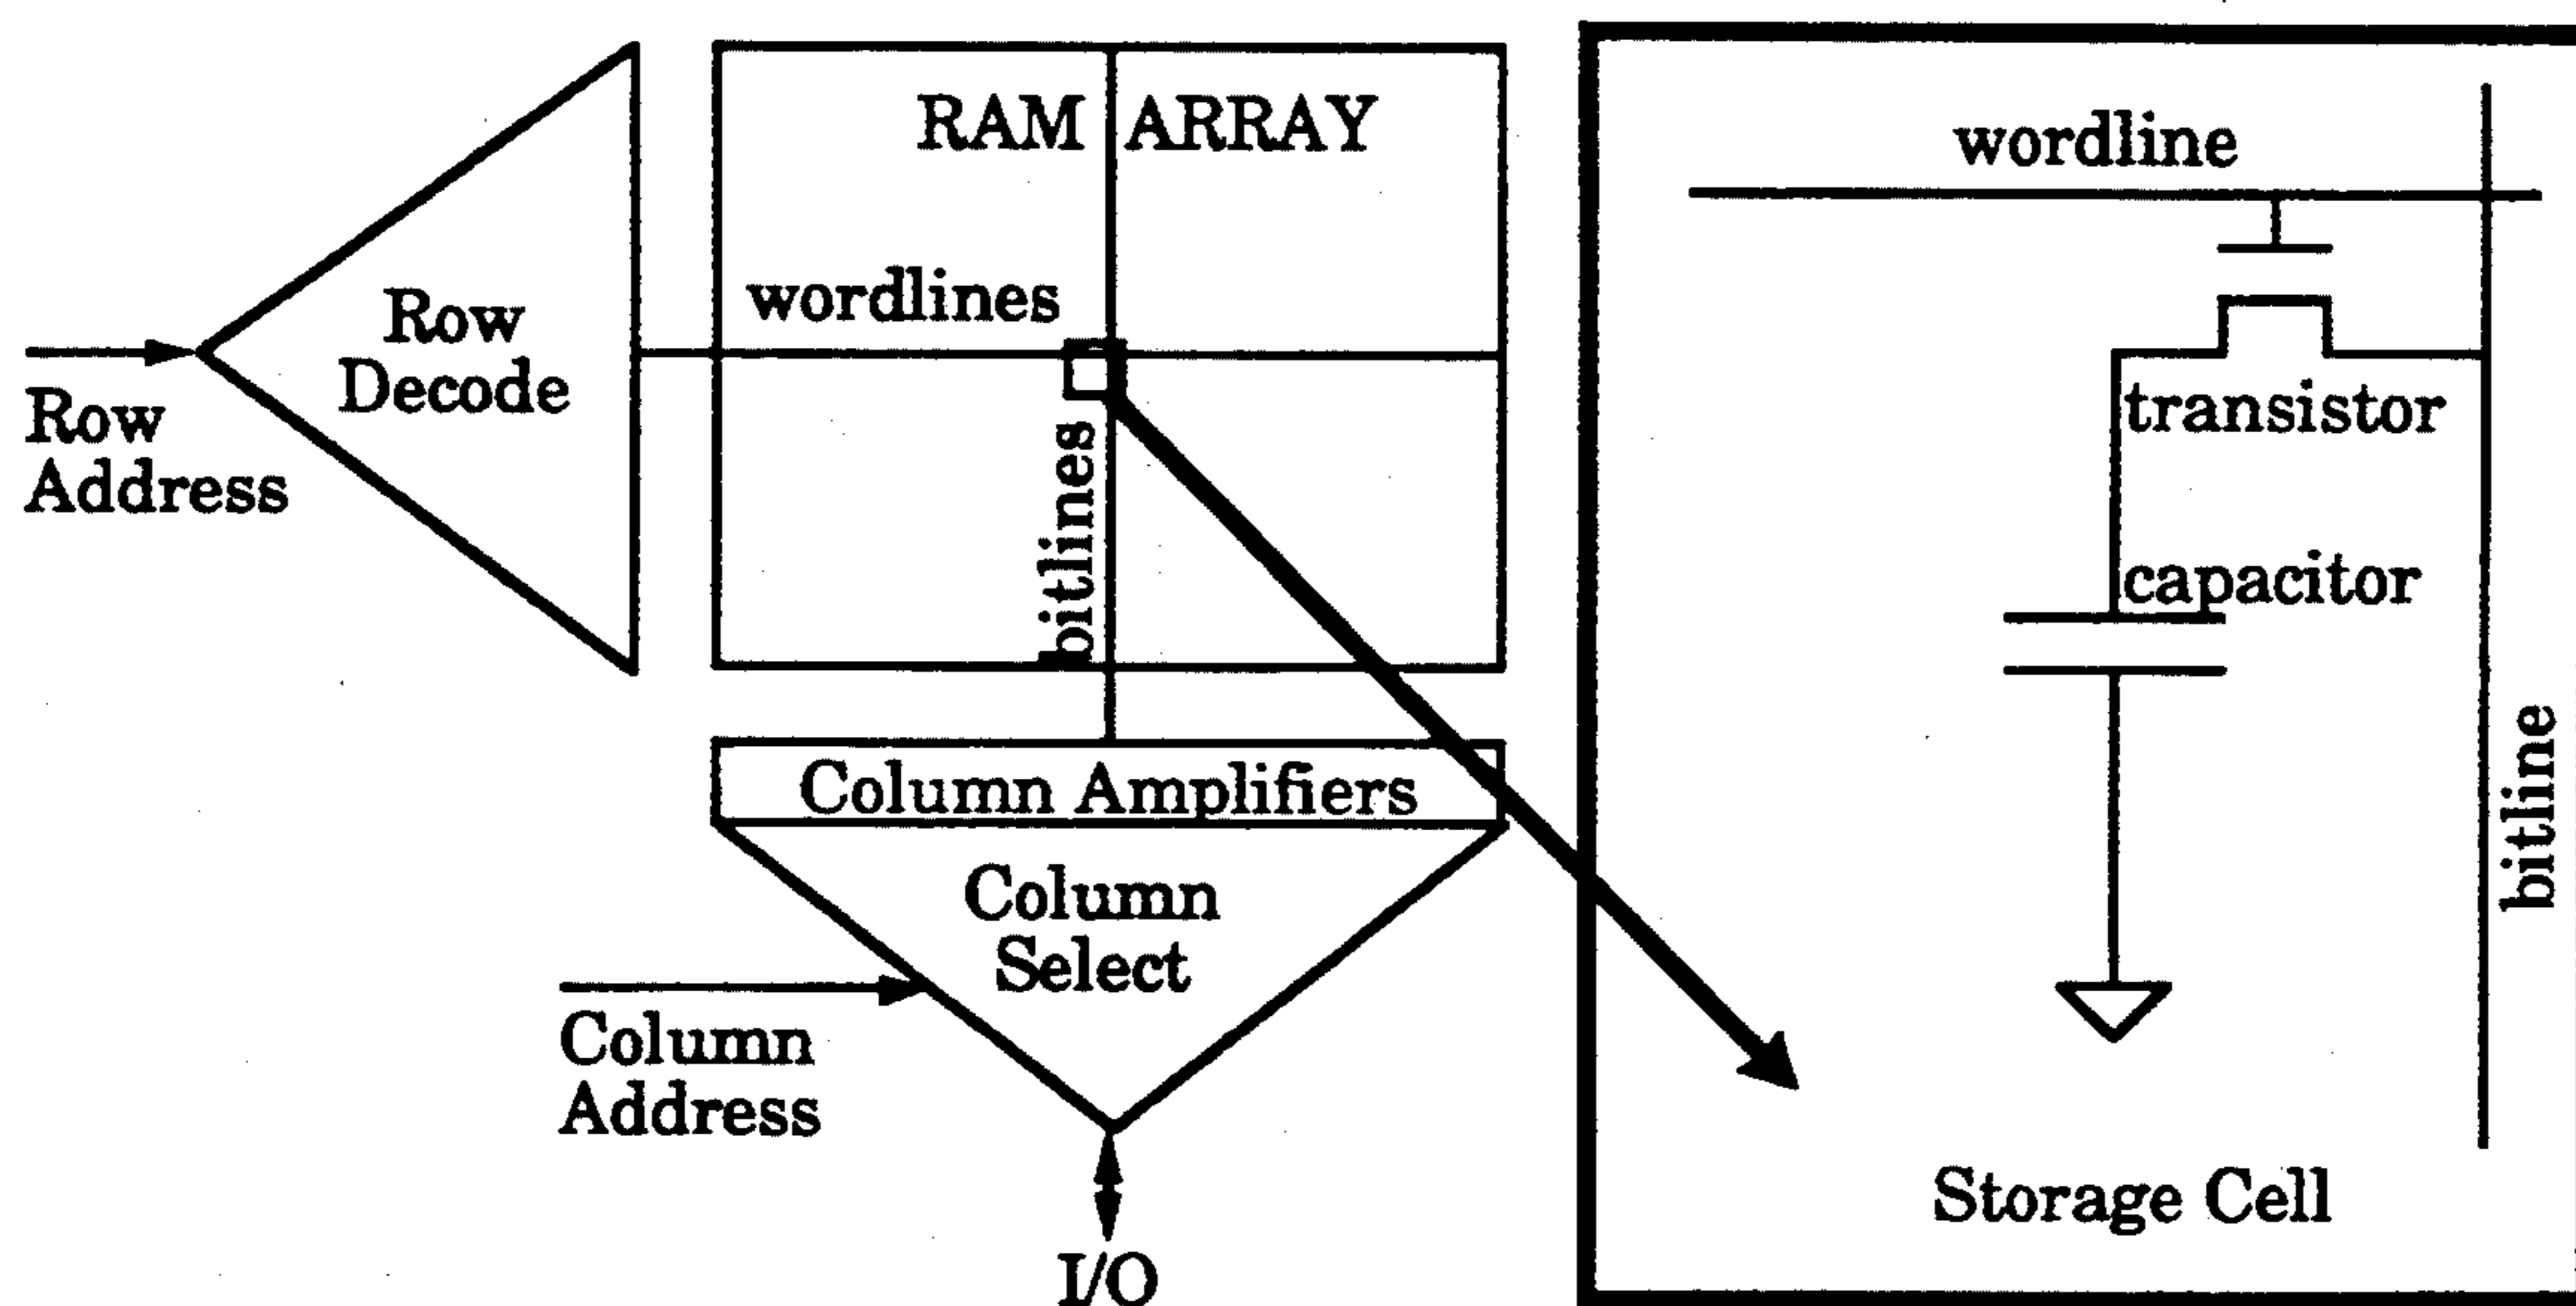 RAM ARRAY
wordlines
Row
Decode
Row
Address
bitlines
Column Amplifiers
Column
Select
Column
Address
I/O
wordline
transistor
capacitor
bitline
Storage Cell